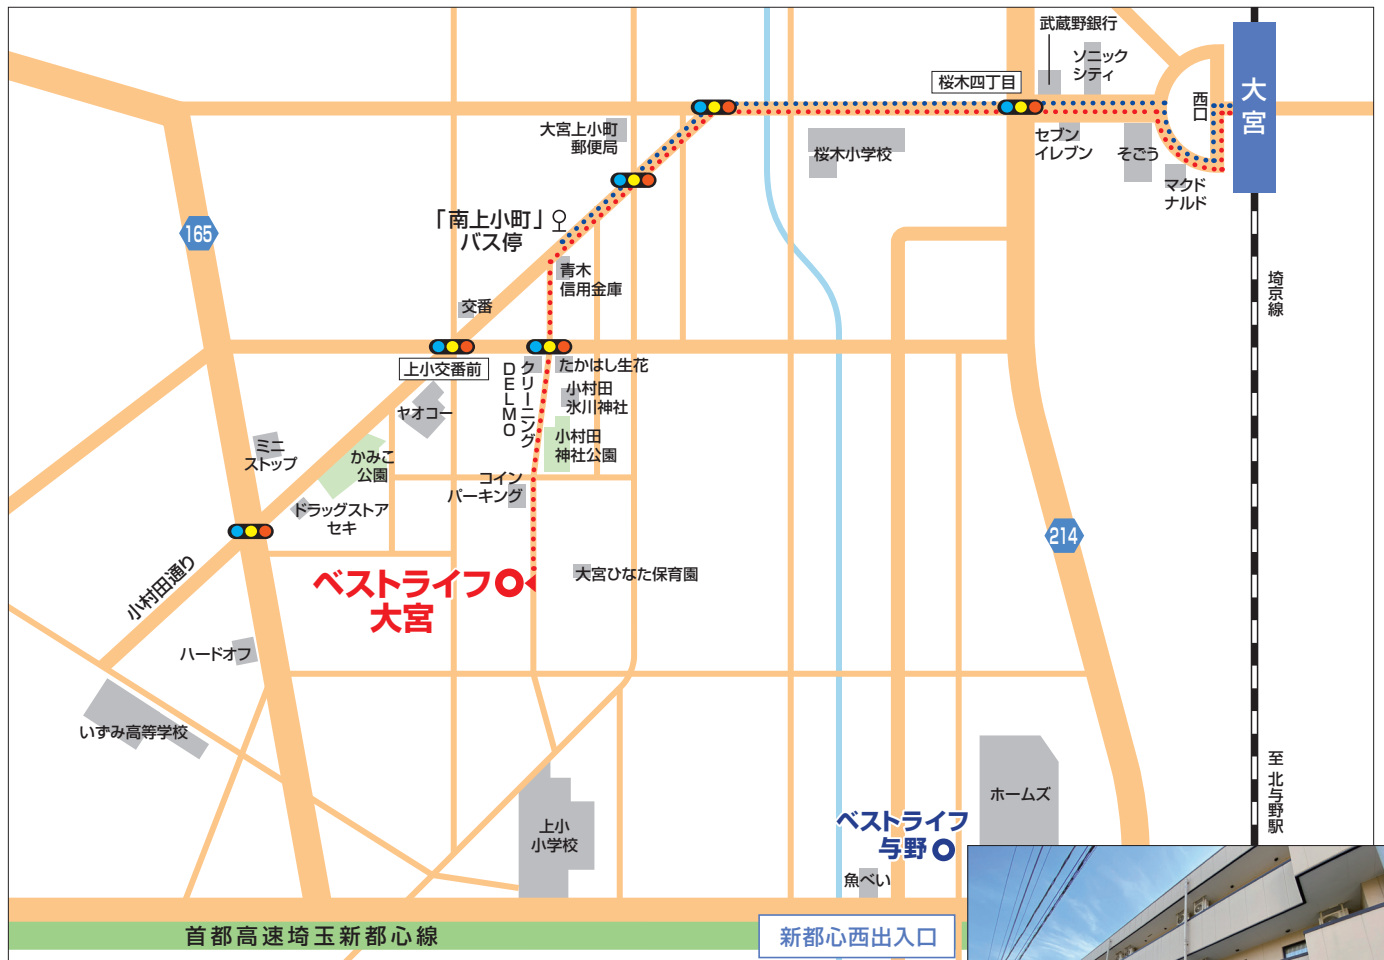 武蔵野銀行
ソニック
シティ
桜木四丁目
大宮
西口
大宮上小町
郵便局
桜木小学校
セブン
イレブン
そごう
マクド
ナルド
「南上小町」
バス停
165
青木
信用金庫
埼京線
交番
上小交番前
たかはし生花
クリーニング
DELMO
小村田
氷川神社
ヤオコー
小村田
神社公園
ミニ
ストップ
かみこ
公園
コイン
パーキング
ドラッグストア
セキ
214
小村田通り
ベストライフ
大宮
大宮ひなた保育園
ハードオフ
いずみ高等学校
至 北与野駅
ホームズ
上小
小学校
ベストライフ
与野
魚べい
首都高速埼玉新都心線
新都心西出入口